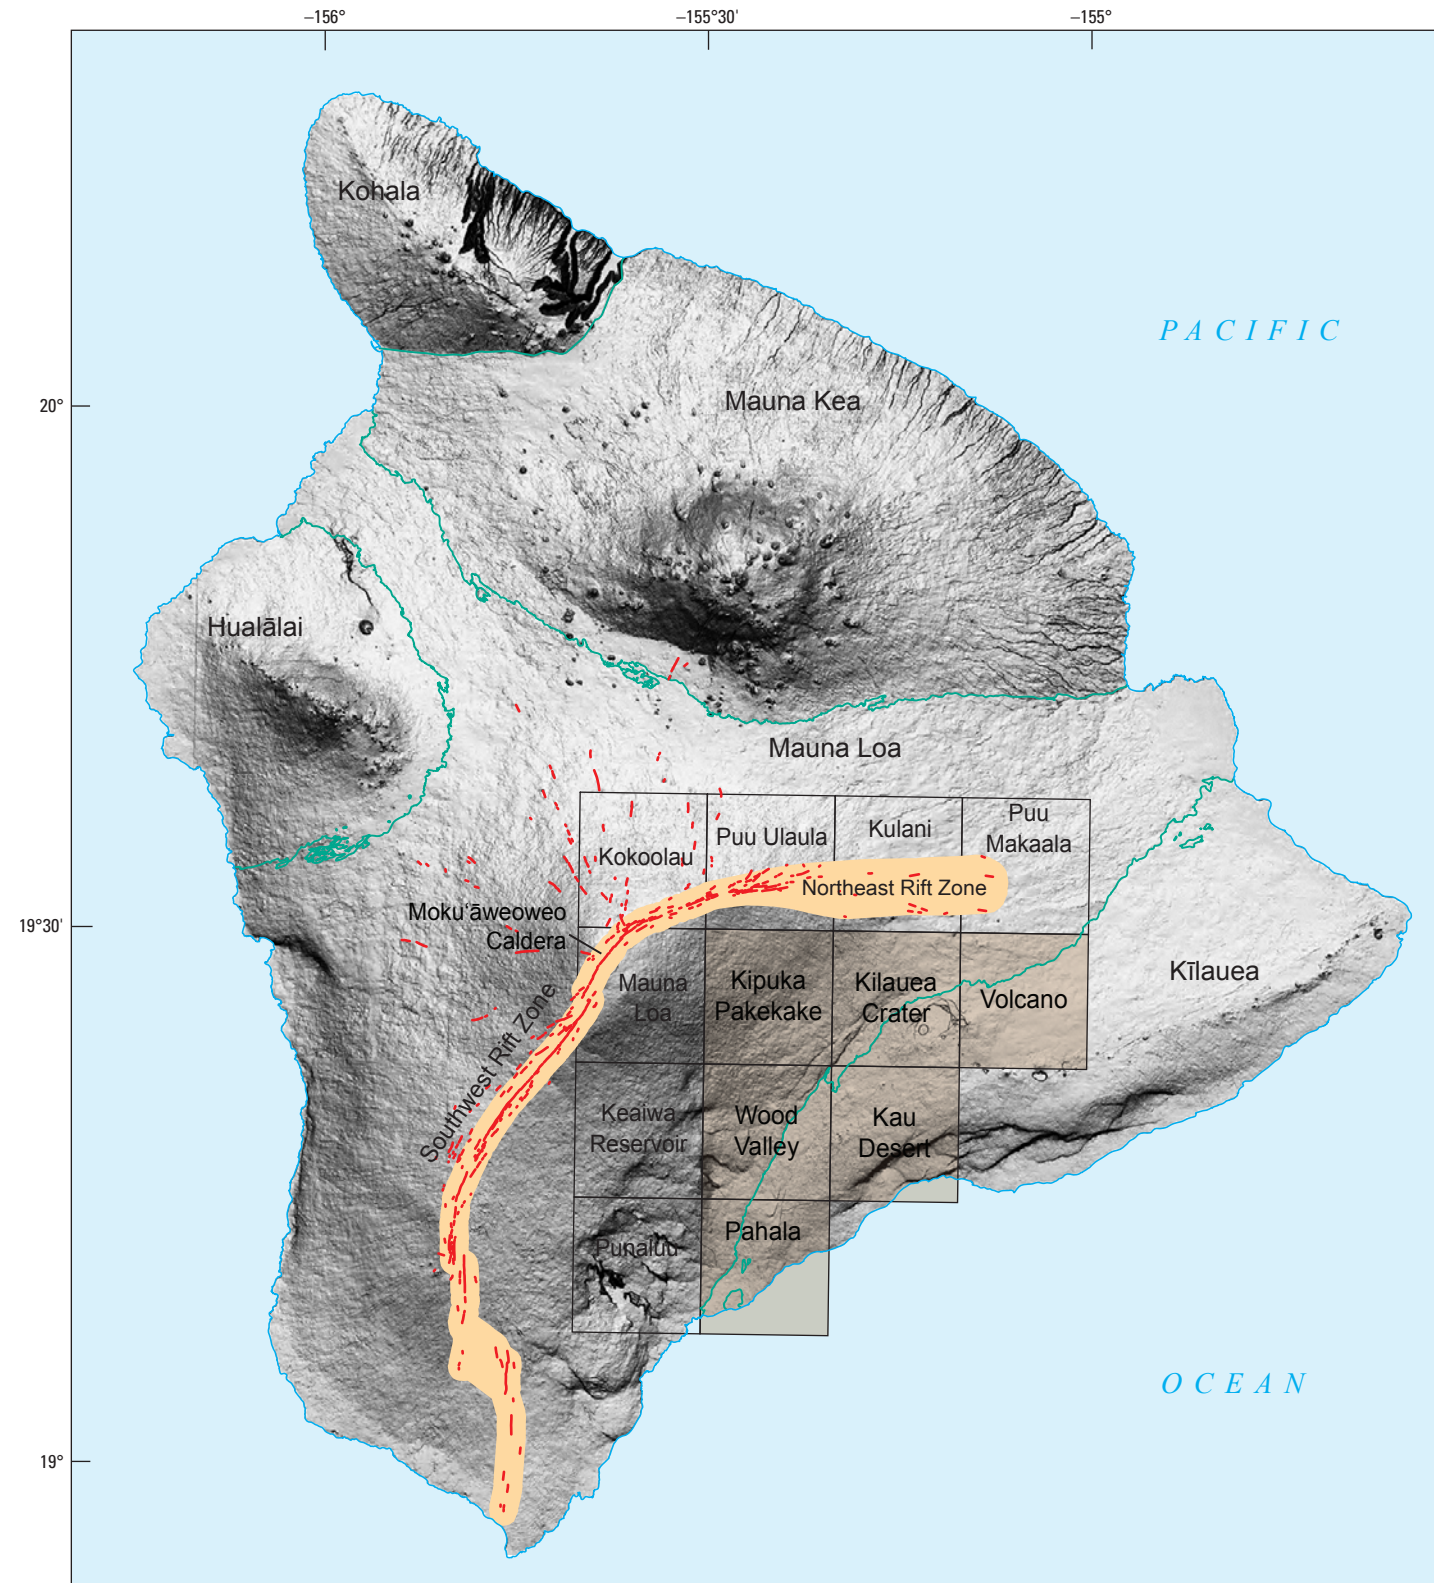 –156°
–155°30'
–155°
Kohala
PACIFIC
20°
Mauna Kea
Hualālai
Mauna Loa
Puu
Makaala
Kulani
Puu Ulaula
Kokoolau
Northeast Rift Zone
Mokuʻāweoweo
Caldera
19°30'
Mauna
Loa
Kipuka
Pakekake
Kilauea
Crater
Volcano
Kīlauea
Southwest Rift Zone
Keaiwa
Reservoir
Wood
Valley
Kau
Desert
Punaluu
Pahala
OCEAN
19°